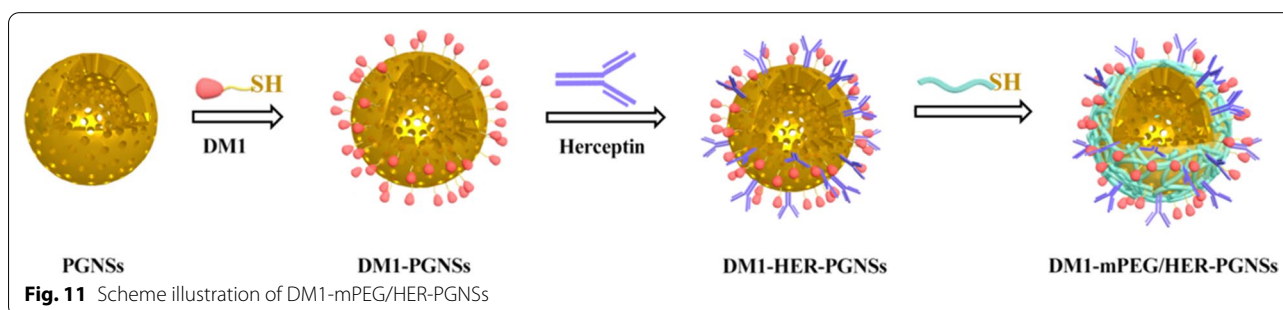 SH
SH
DM1
Herceptin
PGNSs
DM1-PGNSs
DM1-HER-PGNSs
DM1-mPEG/HER-PGNSs
Fig. 11 Scheme illustration of DM1-mPEG/HER-PGNSs